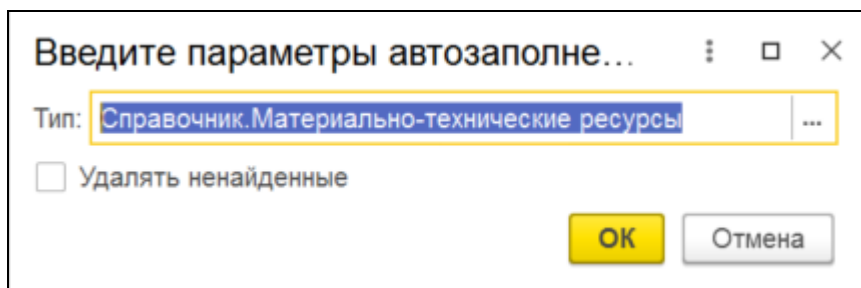 Введите параметры автозаполне...
Тип: Справочник.Материально-технические ресурсы ...
Удалять ненайденные
ОК Отмена